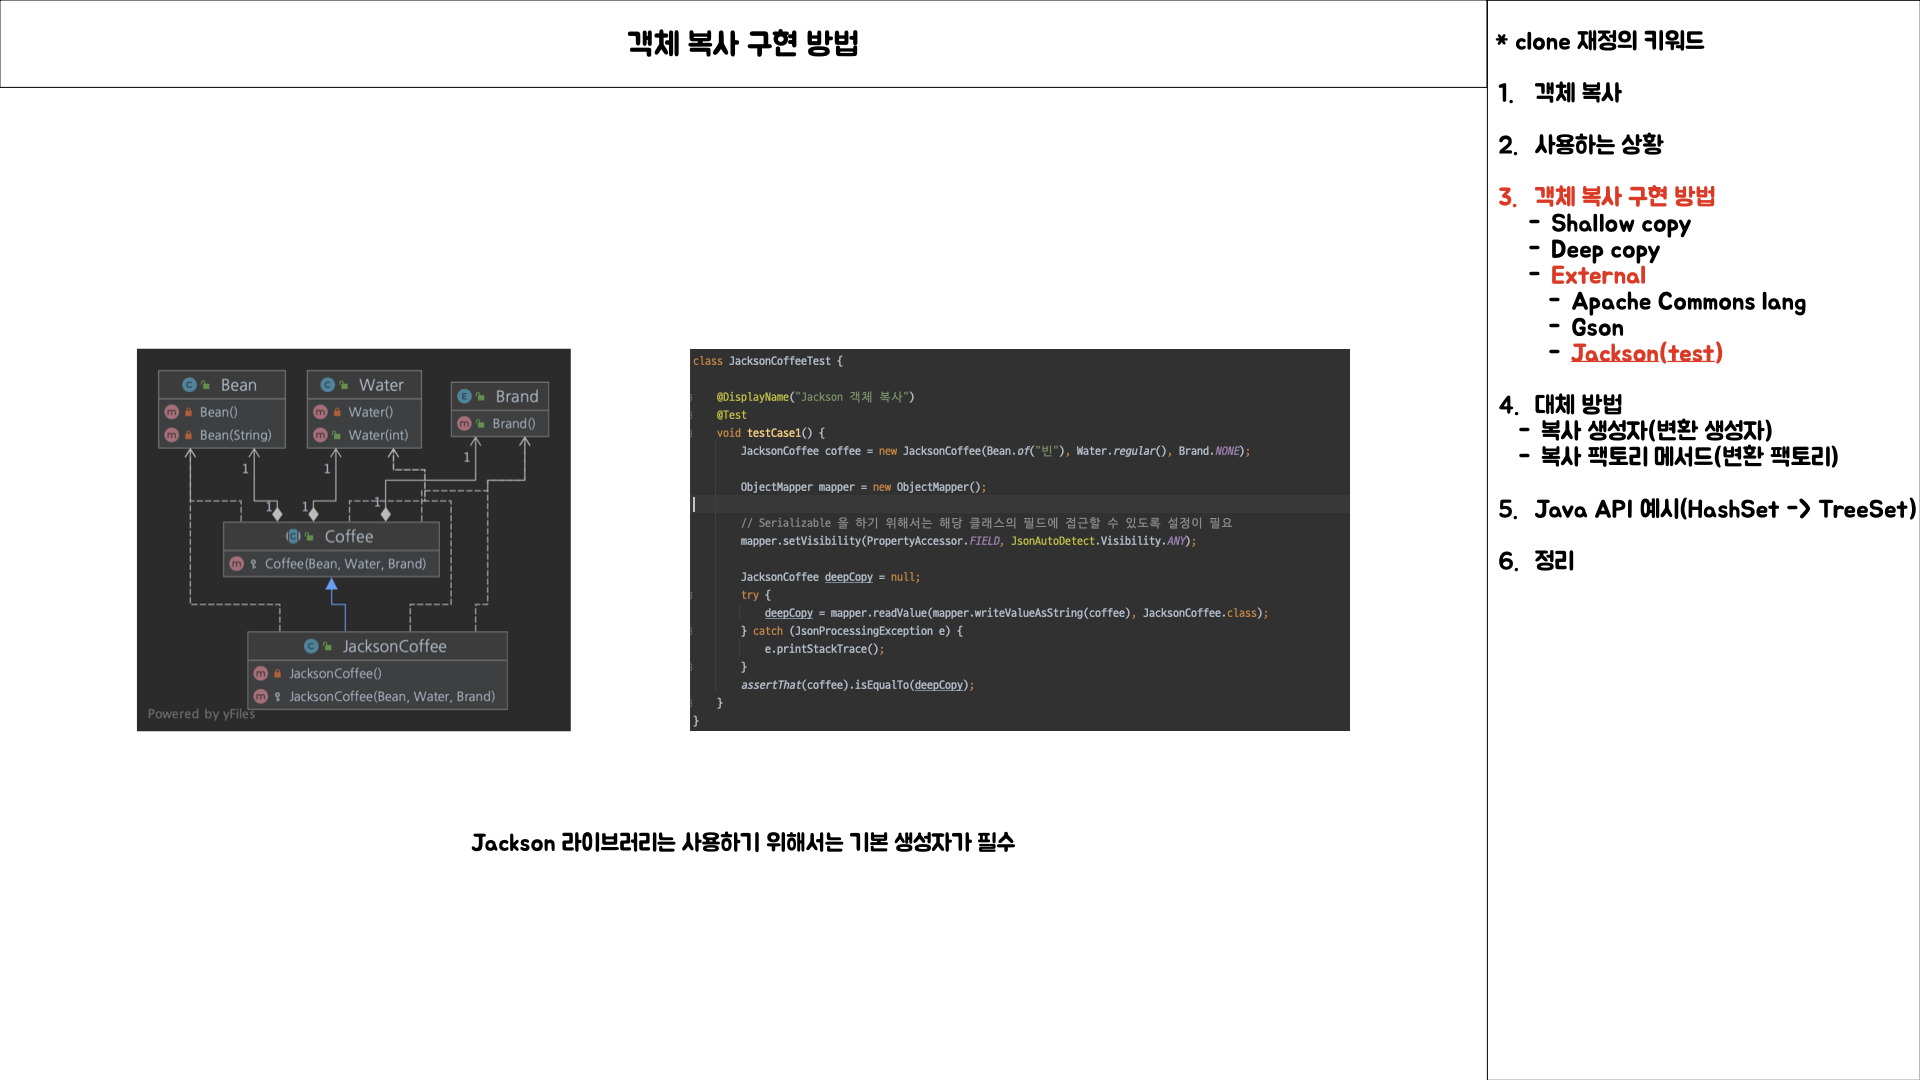 객체 복사 구현 방법
Bean
Bean()
Bean(String)
Water
Water()
Water(int)
Brand
Brand()
1
1
1
1
1
1
Coffee
Coffee(Bean, Water, Brand)
JacksonCoffee
JacksonCoffee()
JacksonCoffee(Bean, Water, Brand)
Powered by yFiles
class JacksonCoffeeTest {
@DisplayName("Jackson 객체 복사")
@Test
void testCase1() {
JacksonCoffee coffee = new JacksonCoffee(Bean.of("빈"), Water.regular(), Brand.NONE);
ObjectMapper mapper = new ObjectMapper();
// Serializable 을 하기 위해서는 해당 클래스의 필드에 접근할 수 있도록 설정이 필요
mapper.setVisibility(PropertyAccessor.FIELD, JsonAutoDetect.Visibility.ANY);
JacksonCoffee deepCopy = null;
try {
deepCopy = mapper.readValue(mapper.writeValueAsString(coffee), JacksonCoffee.class);
} catch (JsonProcessingException e) {
e.printStackTrace();
}
assertThat(coffee).isEqualTo(deepCopy);
}
}
Jackson 라이브러리는 사용하기 위해서는 기본 생성자가 필수
* clone 재정의 키워드
1. 객체 복사
2. 사용하는 상황
3. 객체 복사 구현 방법
- Shallow copy
- Deep copy
- External
- Apache Commons lang
- Gson
- Jackson(test)
4. 대체 방법
- 복사 생성자(변환 생성자)
- 복사 팩토리 메서드(변환 팩토리)
5. Java API 예시(HashSet -> TreeSet)
6. 정리